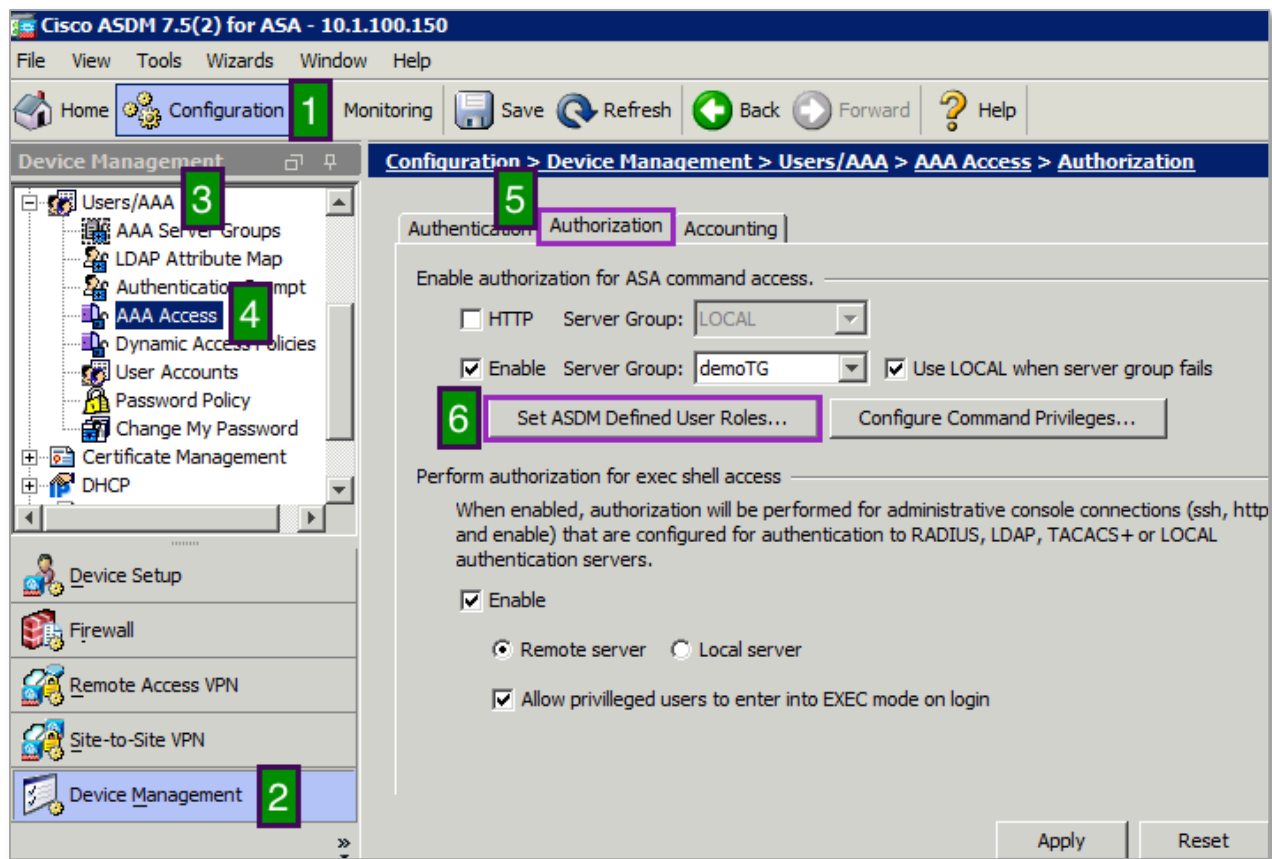 Cisco ASDM 7.5(2) for ASA - 10.1.100.150
File View Tools Wizards Window Help
Home Configuration 1 Monitoring Save Refresh Back Forward Help
Device Management
Configuration > Device Management > Users/AAA > AAA Access > Authorization
Users/AAA 3
AAA Server Groups
LDAP Attribute Map
Authentication Prompt
AAA Access 4
Dynamic Access Policies
User Accounts
Password Policy
Change My Password
Certificate Management
DHCP
Device Setup
Firewall
Remote Access VPN
Site-to-Site VPN
Device Management 2
»
5
Authentication Authorization Accounting
Enable authorization for ASA command access.
HTTP Server Group: LOCAL
Enable Server Group: demoTG Use LOCAL when server group fails
6 Set ASDM Defined User Roles... Configure Command Privileges...
Perform authorization for exec shell access
When enabled, authorization will be performed for administrative console connections (ssh, http
and enable) that are configured for authentication to RADIUS, LDAP, TACACS+ or LOCAL
authentication servers.
Enable
Remote server Local server
Allow privilleged users to enter into EXEC mode on login
Apply Reset